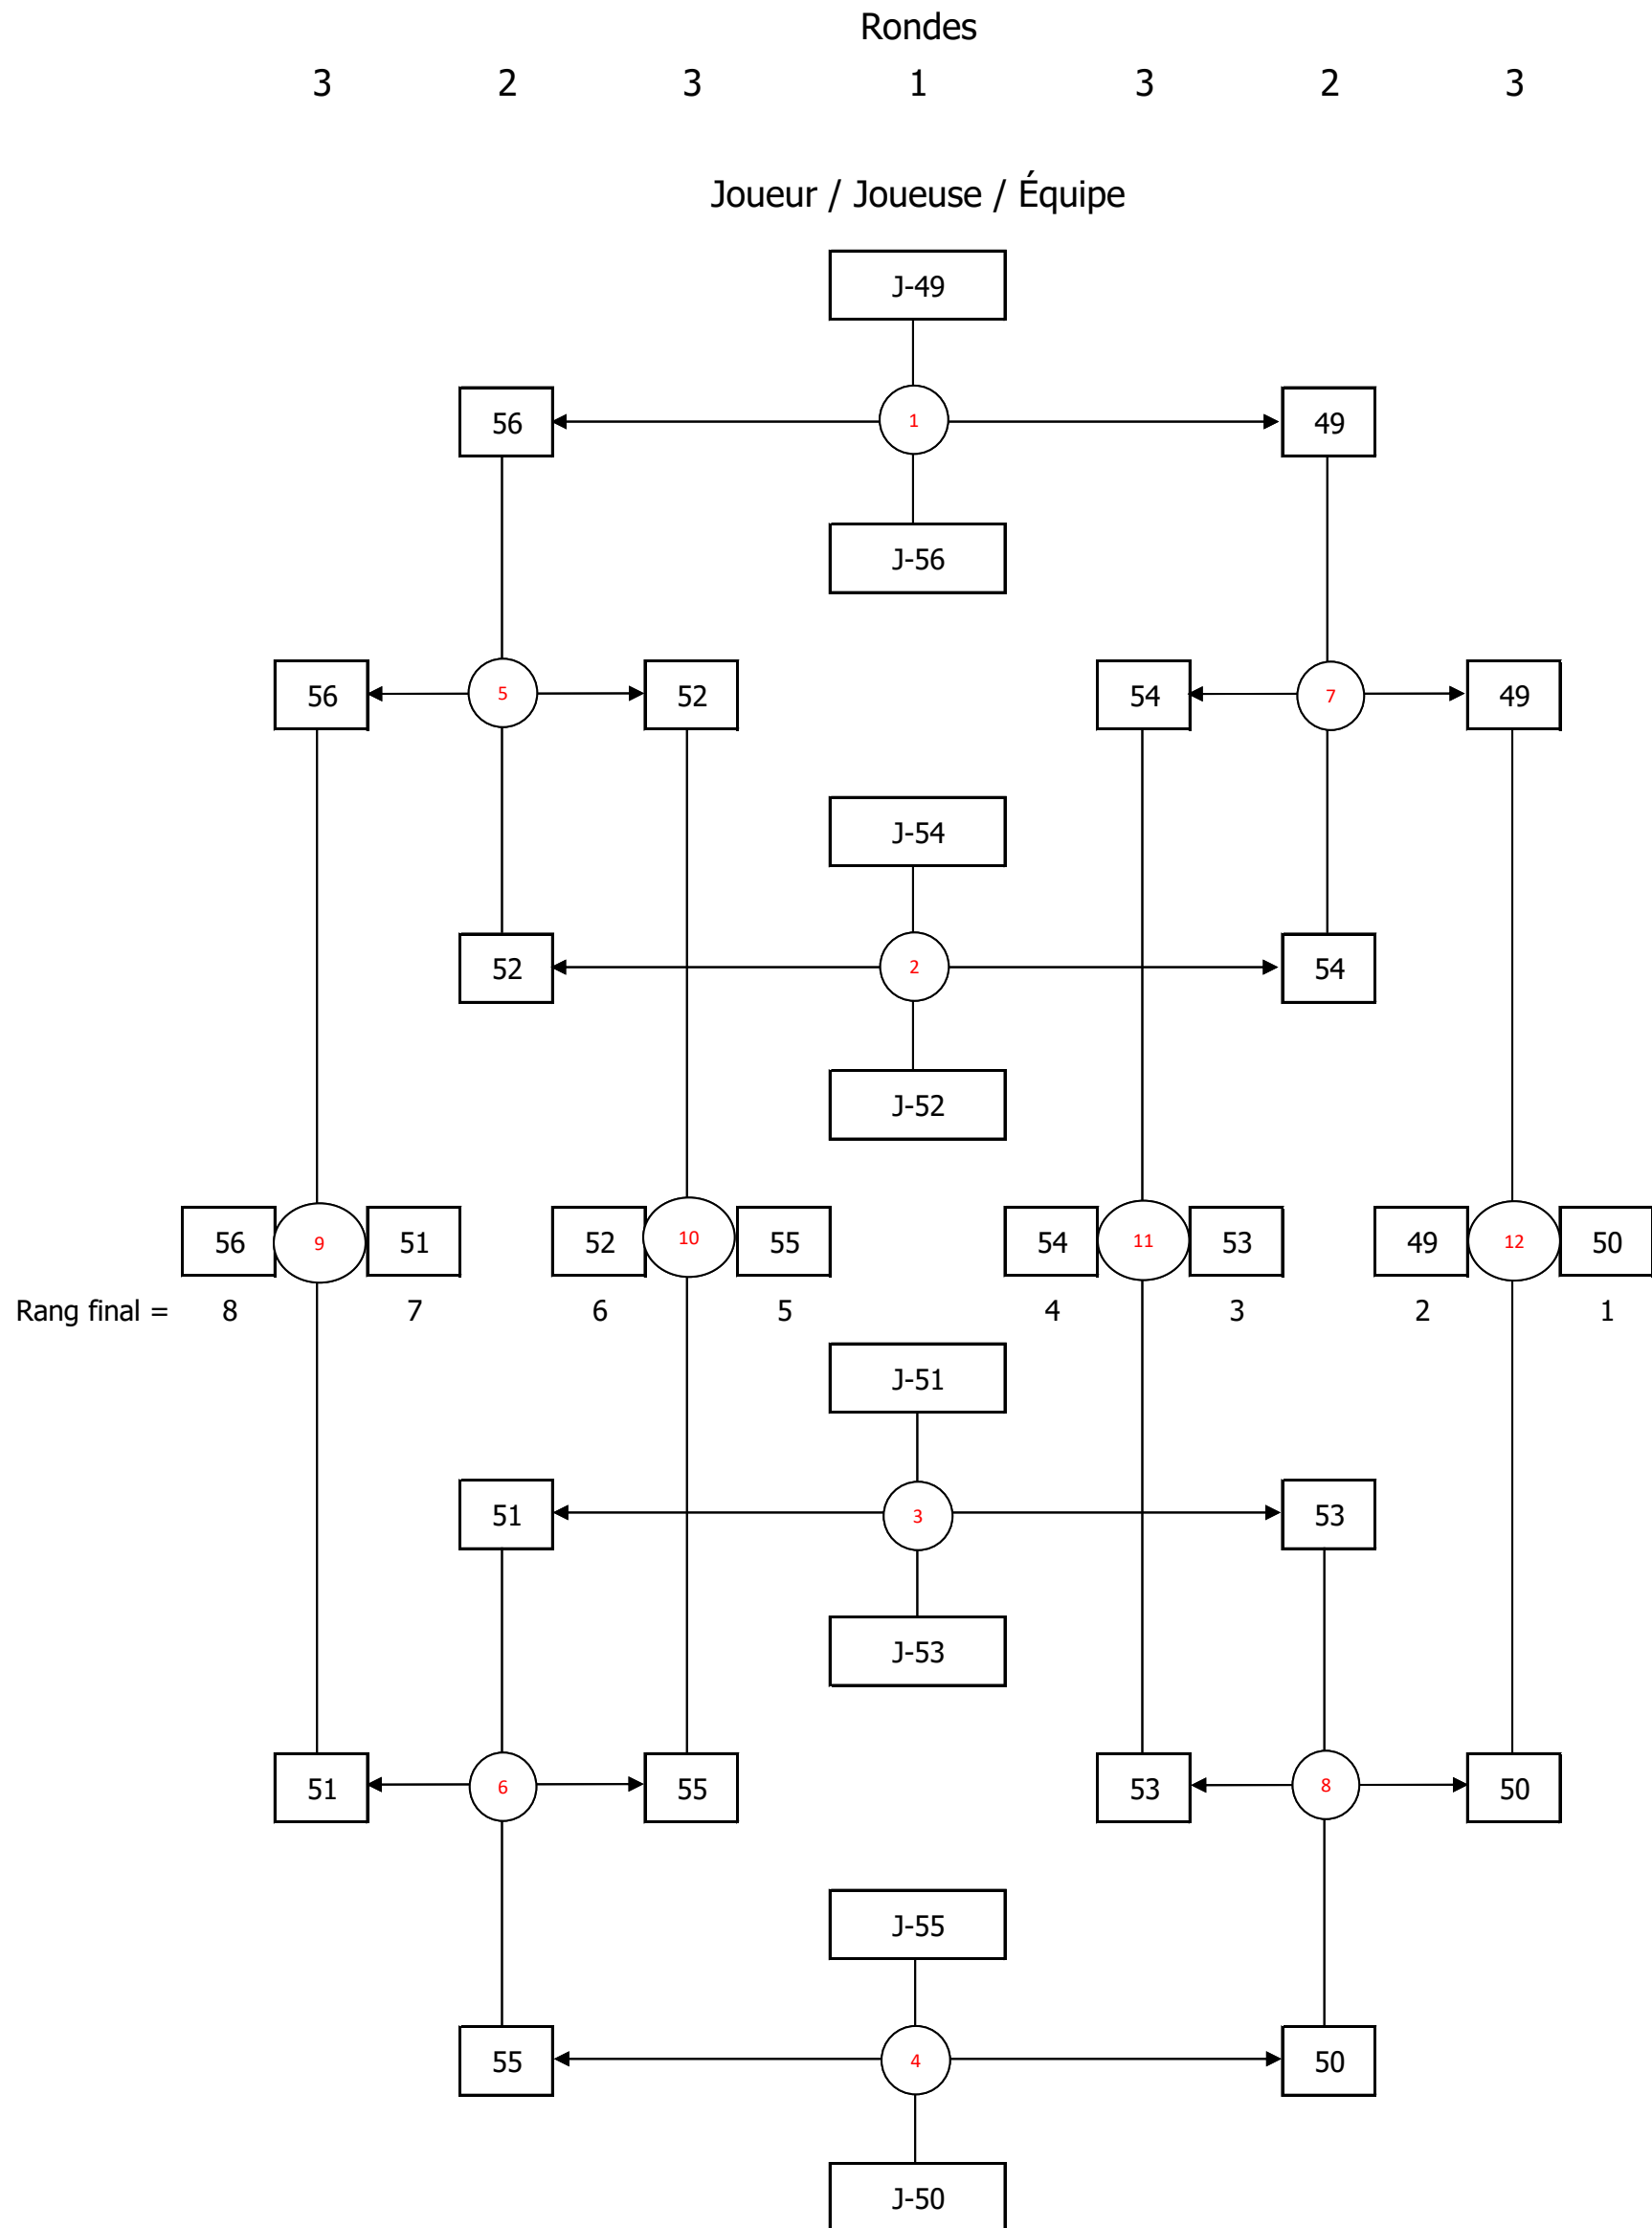 Rondes
3 2 3 1 3 2 3
Joueur / Joueuse / Équipe
J-49
56 1 49
J-56
56 5 52 54 7 49
J-54
52 2 54
J-52
56 9 51 52 10 55 54 11 53 49 12 50
Rang final = 8 7 6 5 4 3 2 1
J-51
51 3 53
J-53
51 6 55 53 8 50
J-55
55 4 50
J-50